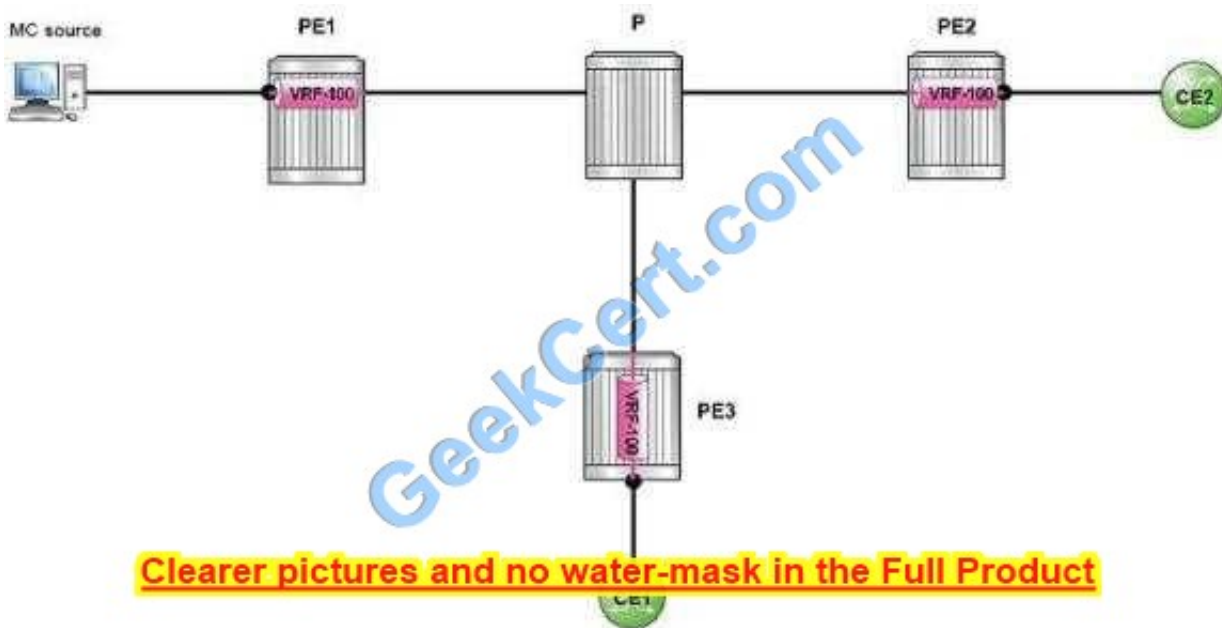 MC source
PE1
P
PE2
VRF-100
VRF-100
CE2
VRF-100
PE3
GeekCert.com
Clearer pictures and no water-mask in the Full Product
CE1